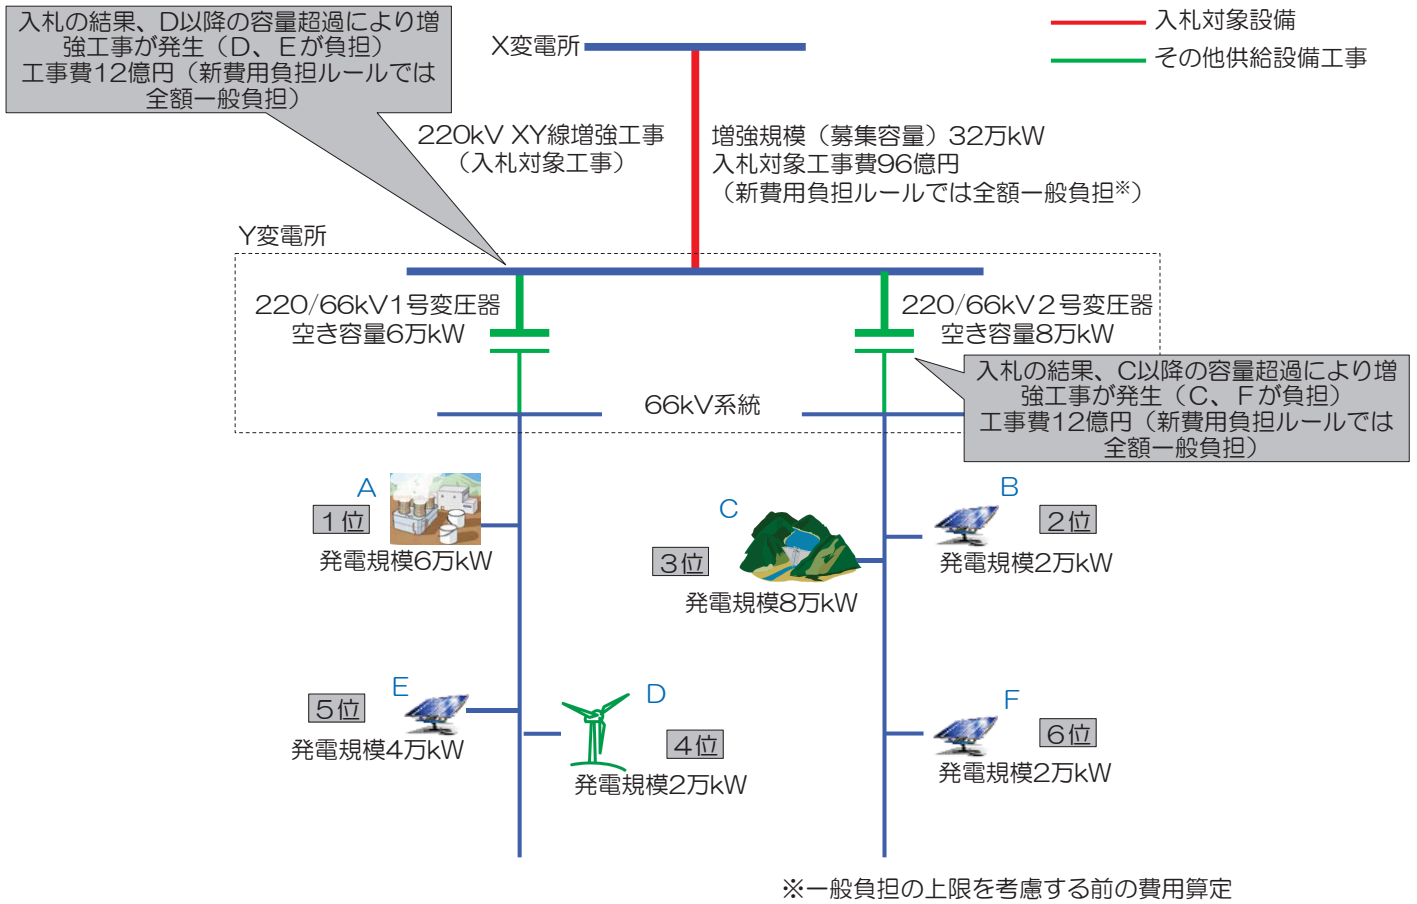 入札の結果、D以降の容量超過により増
強工事が発生（D、Eが負担）
工事費12億円（新費用負担ルールでは
全額一般負担）
X変電所
入札対象設備
その他供給設備工事
220kV XY線増強工事
（入札対象工事）
増強規模（募集容量）32万kW
入札対象工事費96億円
（新費用負担ルールでは全額一般負担※）
Y変電所
220/66kV1号変圧器
空き容量6万kW
220/66kV2号変圧器
空き容量8万kW
入札の結果、C以降の容量超過により増
強工事が発生（C、Fが負担）
工事費12億円（新費用負担ルールでは
全額一般負担）
66kV系統
A
1位
発電規模6万kW
C
3位
発電規模8万kW
B
2位
発電規模2万kW
E
5位
発電規模4万kW
D
4位
発電規模2万kW
F
6位
発電規模2万kW
※一般負担の上限を考慮する前の費用算定